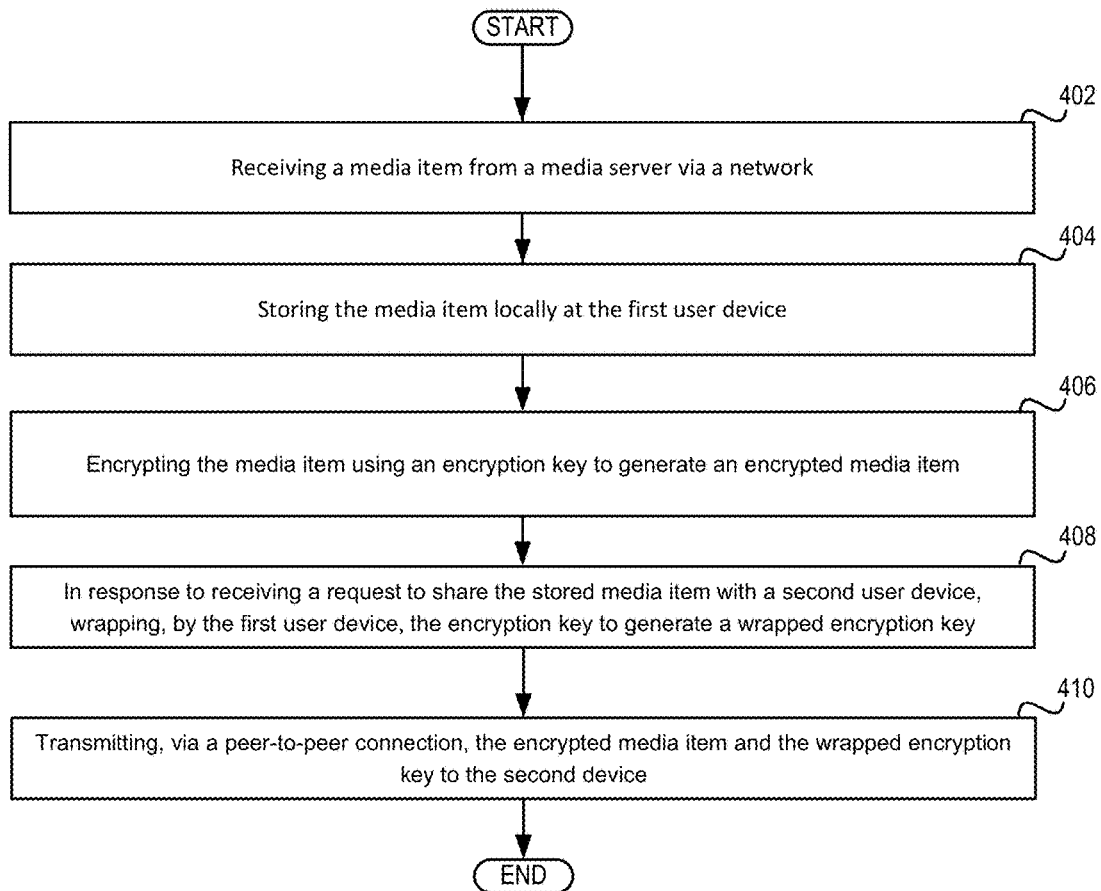 START
402
Receiving a media item from a media server via a network
404
Storing the media item locally at the first user device
406
Encrypting the media item using an encryption key to generate an encrypted media item
408
In response to receiving a request to share the stored media item with a second user device,
wrapping, by the first user device, the encryption key to generate a wrapped encryption key
410
Transmitting, via a peer-to-peer connection, the encrypted media item and the wrapped encryption
key to the second device
END